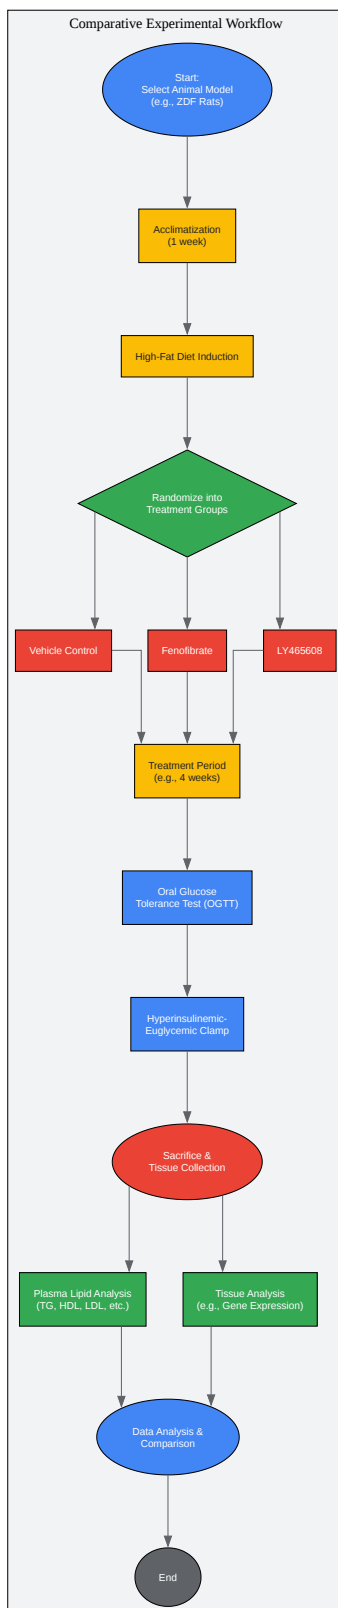 Comparative Experimental Workflow
Start:
Select Animal Model
(e.g., ZDF Rats)
Acclimatization
(1 week)
High-Fat Diet Induction
Randomize into
Treatment Groups
Vehicle Control
Fenofibrate
LY465608
Treatment Period
(e.g., 4 weeks)
Oral Glucose
Tolerance Test (OGTT)
Hyperinsulinemic-
Euglycemic Clamp
Sacrifice &
Tissue Collection
Plasma Lipid Analysis
(TG, HDL, LDL, etc.)
Tissue Analysis
(e.g., Gene Expression)
Data Analysis &
Comparison
End